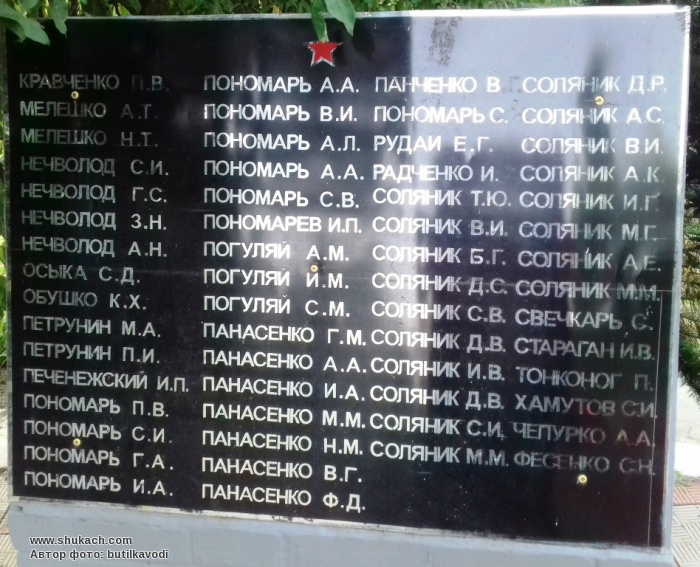 КРАВЧЕНКО П.В.
МЕЛЕШКО А.Т.
МЕЛЕШКО Н.Т.
НЕЧВОЛОД С.И.
НЕЧВОЛОД Г.С.
НЕЧВОЛОД З.Н.
НЕЧВОЛОД А.Н.
ОСЫКА С.Д.
ОБУШКО К.Х.
ПЕТРУНИН М.А.
ПЕТРУНИН П.И.
ПЕЧЕНЕЖСКИЙ И.П.
ПОНОМАРЬ П.В.
ПОНОМАРЬ С.И.
ПОНОМАРЬ Г.А.
ПОНОМАРЬ И.А.
ПОНОМАРЬ А.А.
ПОНОМАРЬ В.И.
ПОНОМАРЬ А.Л.
ПОНОМАРЬ А.А.
ПОНОМАРЬ С.В.
ПОНОМАРЕВ И.П.
ПОГУЛЯЙ А.М.
ПОГУЛЯЙ И.М.
ПОГУЛЯЙ С.М.
ПАНАСЕНКО Г.М.
ПАНАСЕНКО А.А.
ПАНАСЕНКО И.А.
ПАНАСЕНКО М.М.
ПАНАСЕНКО Н.М.
ПАНАСЕНКО В.Г.
ПАНАСЕНКО Ф.Д.
ПАНЧЕНКО В.Г.
ПОНОМАРЬ С.
РУДАИ Е.Г.
РАДЧЕНКО И.
СОЛЯНИК Т.Ю.
СОЛЯНИК В.И.
СОЛЯНИК Б.Г.
СОЛЯНИК Д.С.
СОЛЯНИК С.В.
СОЛЯНИК Д.В.
СОЛЯНИК И.В.
СОЛЯНИК Д.В.
СОЛЯНИК С.И.
СОЛЯНИК М.М.
СОЛЯНИК Д.Р.
СОЛЯНИК А.С.
СОЛЯНИК В.И.
СОЛЯНИК А.К.
СОЛЯНИК И.Г.
СОЛЯНИК М.Г.
СОЛЯНИК А.Е.
СОЛЯНИК М.М.
СВЕЧКАРЬ С.
СТАРАГАН И.В.
ТОНКОНОГ П.
ХАМУТОВ С.И.
ЧЕПУРКО А.А.
ФЕСЕНКО С.Н.
www.shukach.com
Автор фото: butilkavodi